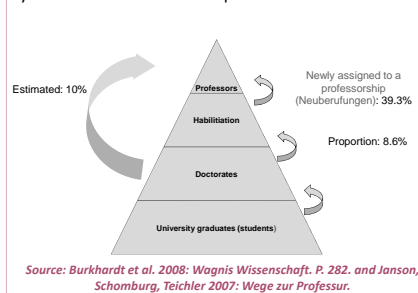 Professors
Newly assigned to a
professorship
(Neuberufungen): 39.3%
Estimated: 10%
Habilitiation
Proportion: 8.6%
Doctorates
University graduates (students)
Source: Burkhardt et al. 2008: Wagnis Wissenschaft. P. 282. and Janson,
Schomburg, Teichler 2007: Wege zur Professur.